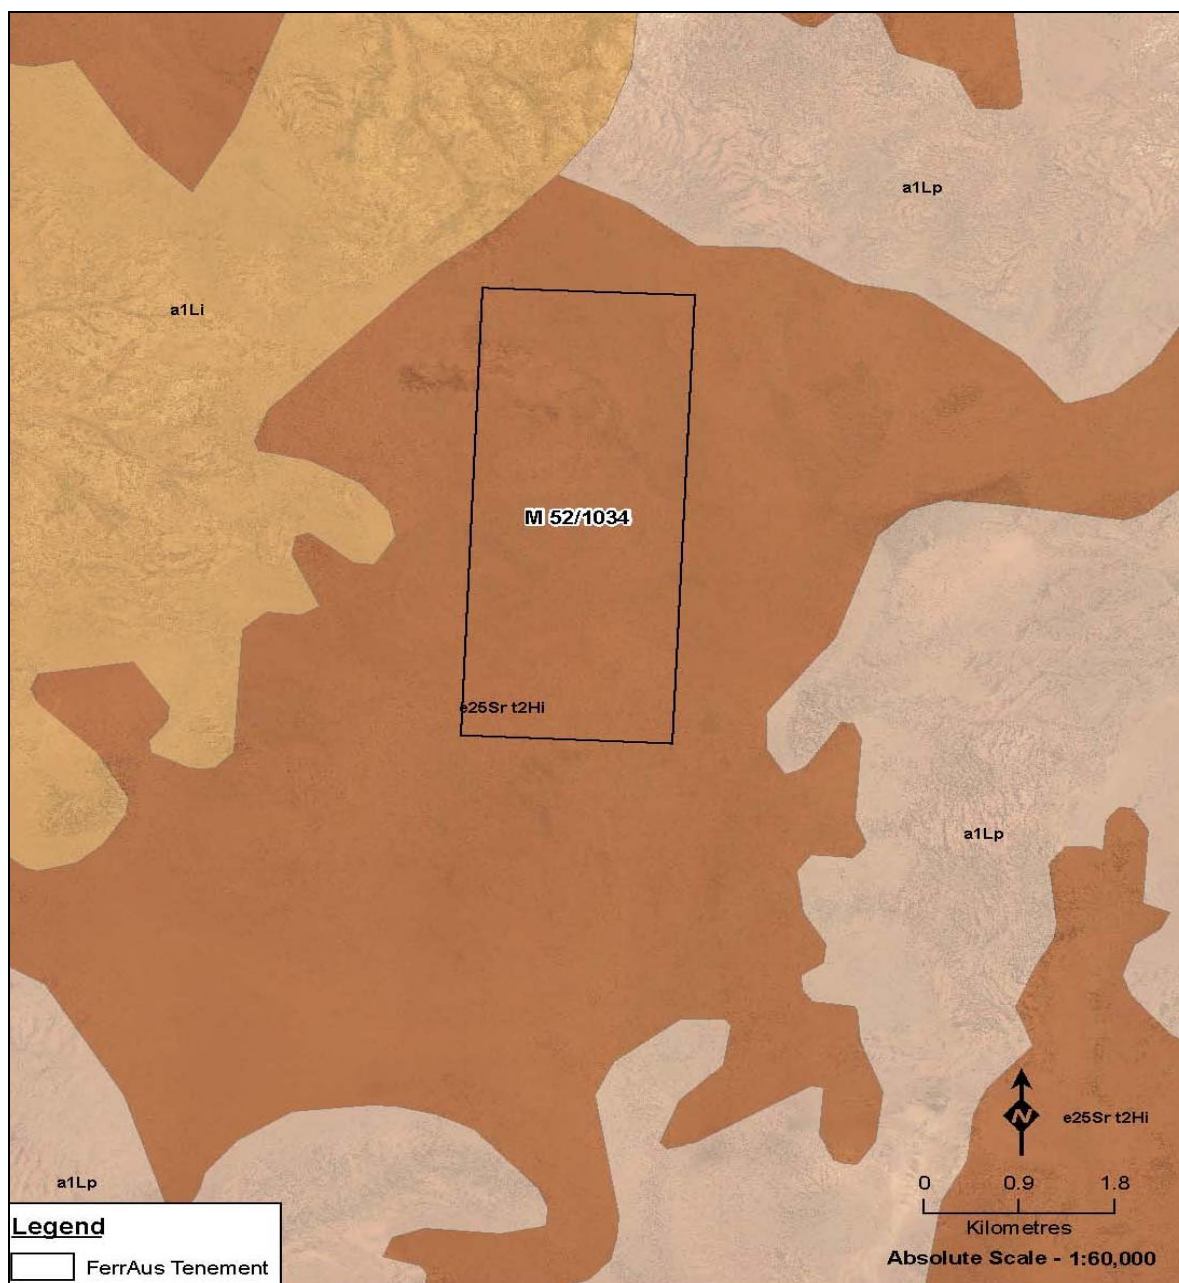 a1Lp
a1Li
M 52/1034
e25Sr t2Hi
a1Lp
e25Sr t2Hi
N
a1Lp
0 0.9 1.8
Kilometres
Absolute Scale - 1:60,000
Legend
FerrAus Tenement